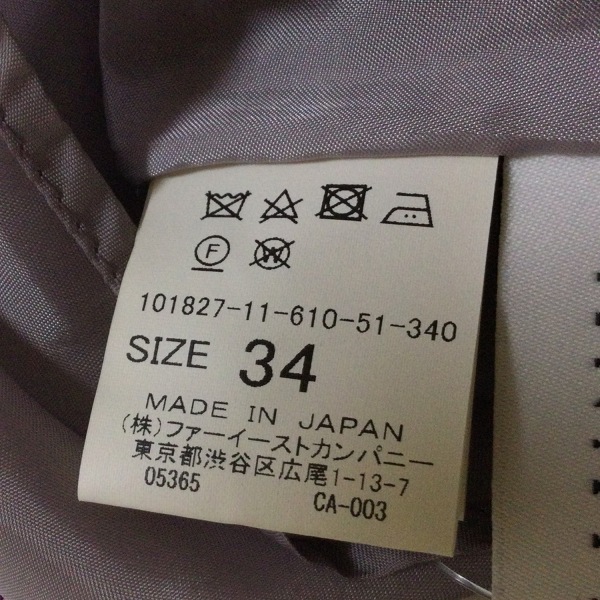 F W
101827-11-610-51-340
SIZE 34
MADE IN JAPAN
(株)ファーイーストカンパニー
東京都渋谷区広尾1-13-7
05365 CA-003